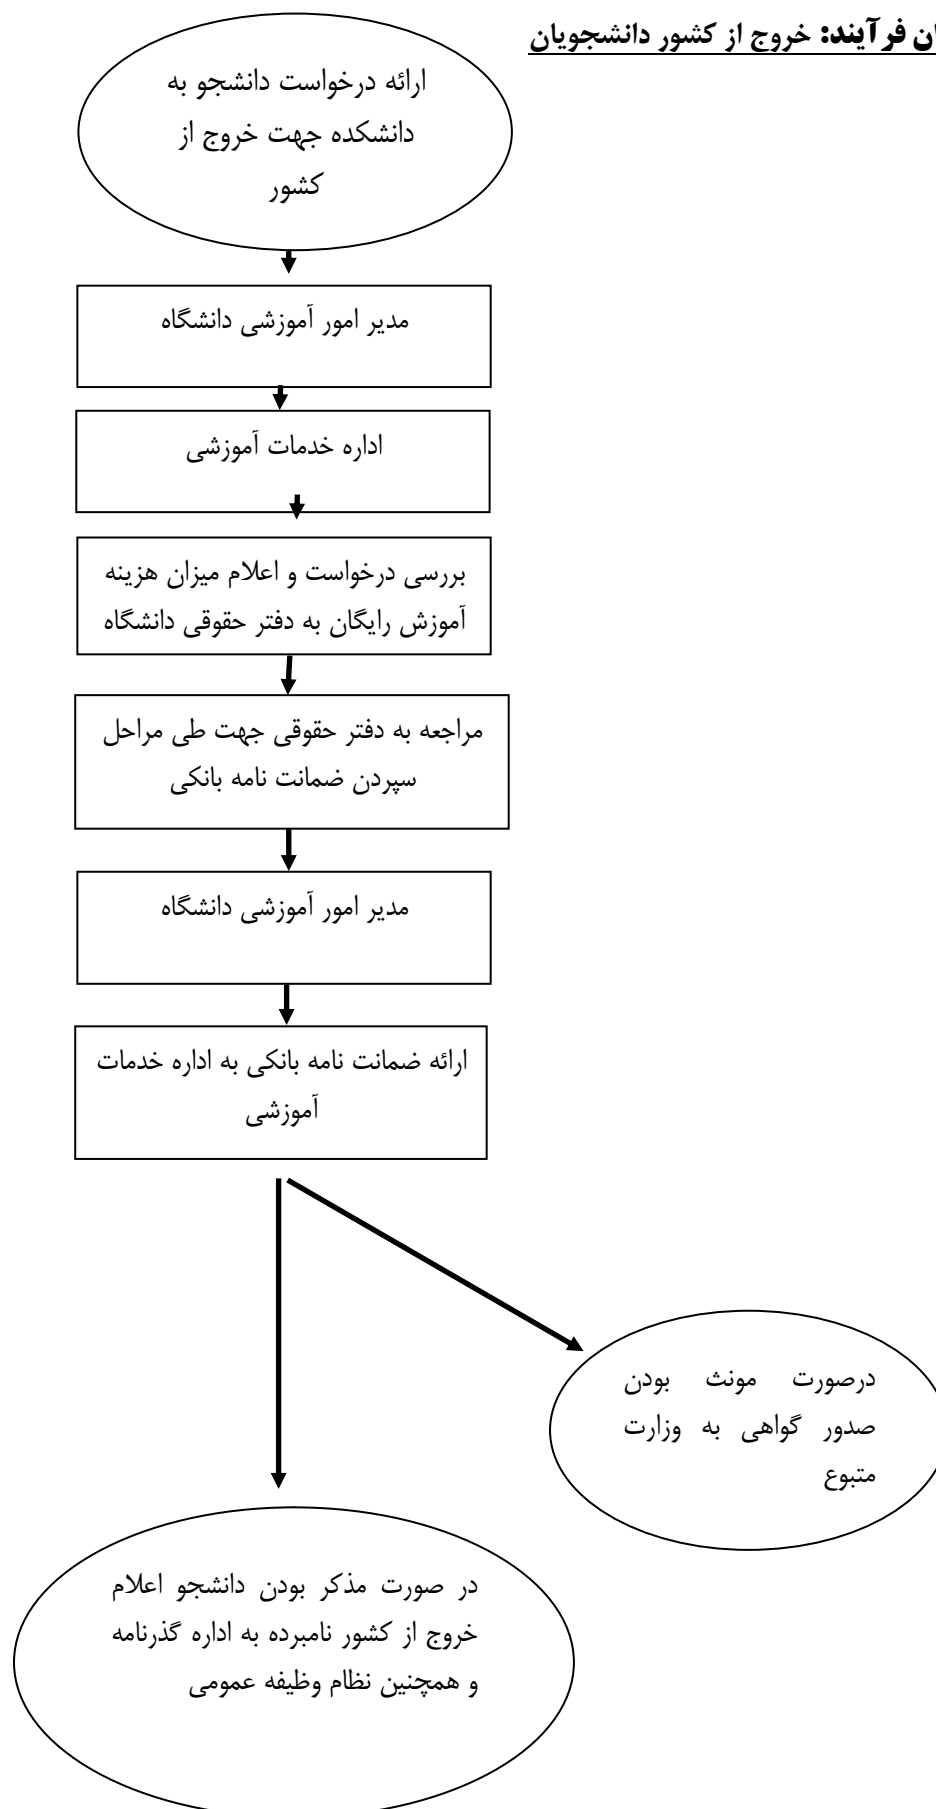 فرآیند: خروج از کشور دانشجویان
ارائه درخواست دانشجو به
دانشکده جهت خروج از
کشور
مدیر امور آموزشی دانشگاه
اداره خدمات آموزشی
بررسی درخواست و اعلام میزان هزینه
آموزش رایگان به دفتر حقوقی دانشگاه
مراجعه به دفتر حقوقی جهت طی مراحل
سپردن ضمانت نامه بانکی
مدیر امور آموزشی دانشگاه
ارائه ضمانت نامه بانکی به اداره خدمات
آموزشی
درصورت مونث بودن
صدور گواهی به وزارت
متبوع
در صورت مذکر بودن دانشجو اعلام
خروج از کشور نامبرده به اداره گذرنامه
و همچنین نظام وظیفه عمومی